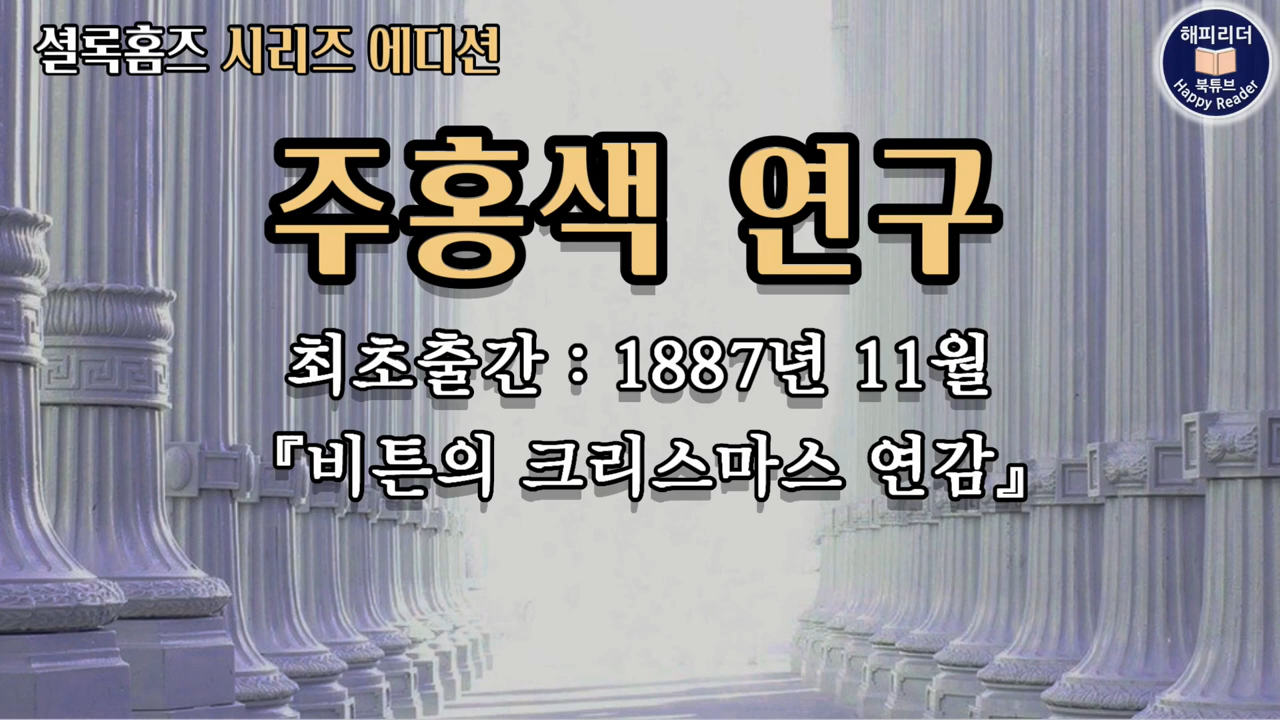 셜록홈즈 시리즈 에디션
해피리더
북튜브
Happy Reader
주홍색 연구
최초출간 : 1887년 11월
『비튼의 크리스마스 연감』